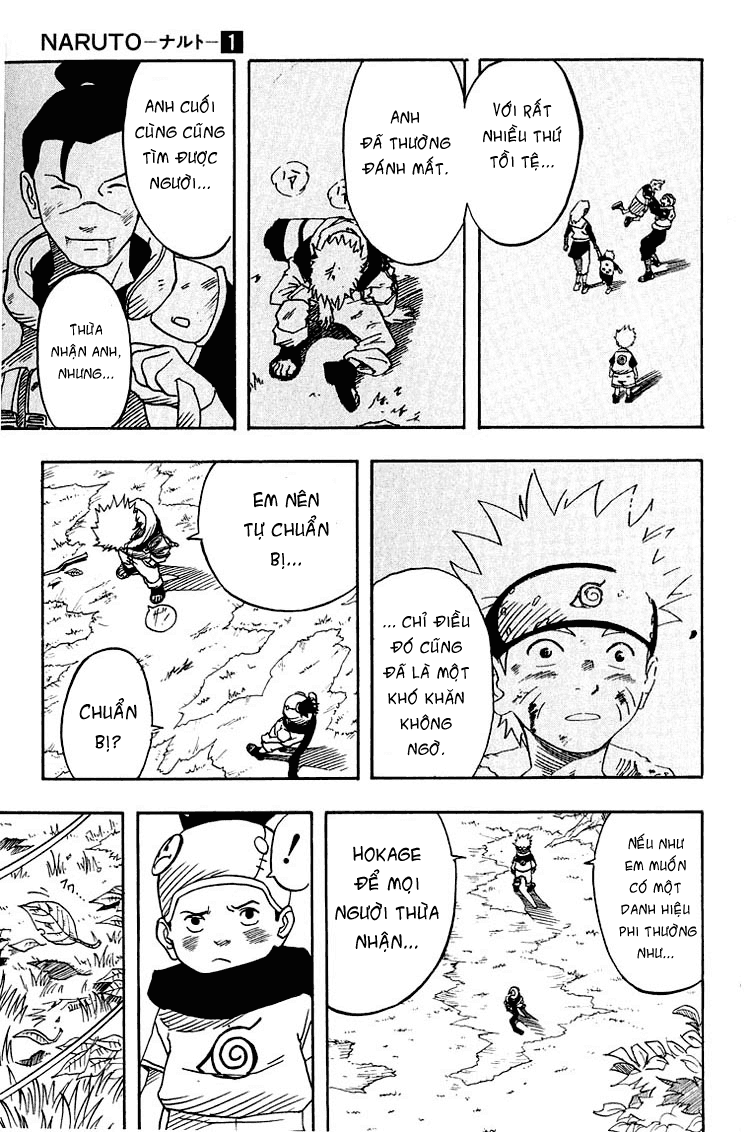 NARUTO―ナルト― 1
VỚI RẤT
NHIỀU THỨ
TỒI TỆ...
ANH
ĐÃ THƯỜNG
ĐÁNH MẤT.
ANH CUỐI
CÙNG CŨNG
TÌM ĐƯỢC
NGƯỜI...
THỪA
NHẬN ANH,
NHƯNG...
... CHỈ ĐIỀU
ĐÓ CŨNG
ĐÃ LÀ MỘT
KHÓ KHĂN
KHÔNG
NGỜ.
EM NÊN
TỰ CHUẨN
BỊ...
CHUẨN
BỊ?
NẾU NHƯ
EM MUỐN
CÓ MỘT
DANH HIỆU
PHI THƯỜNG
NHƯ...
HOKAGE
ĐỂ MỌI
NGƯỜI THỪA
NHẬN...
!